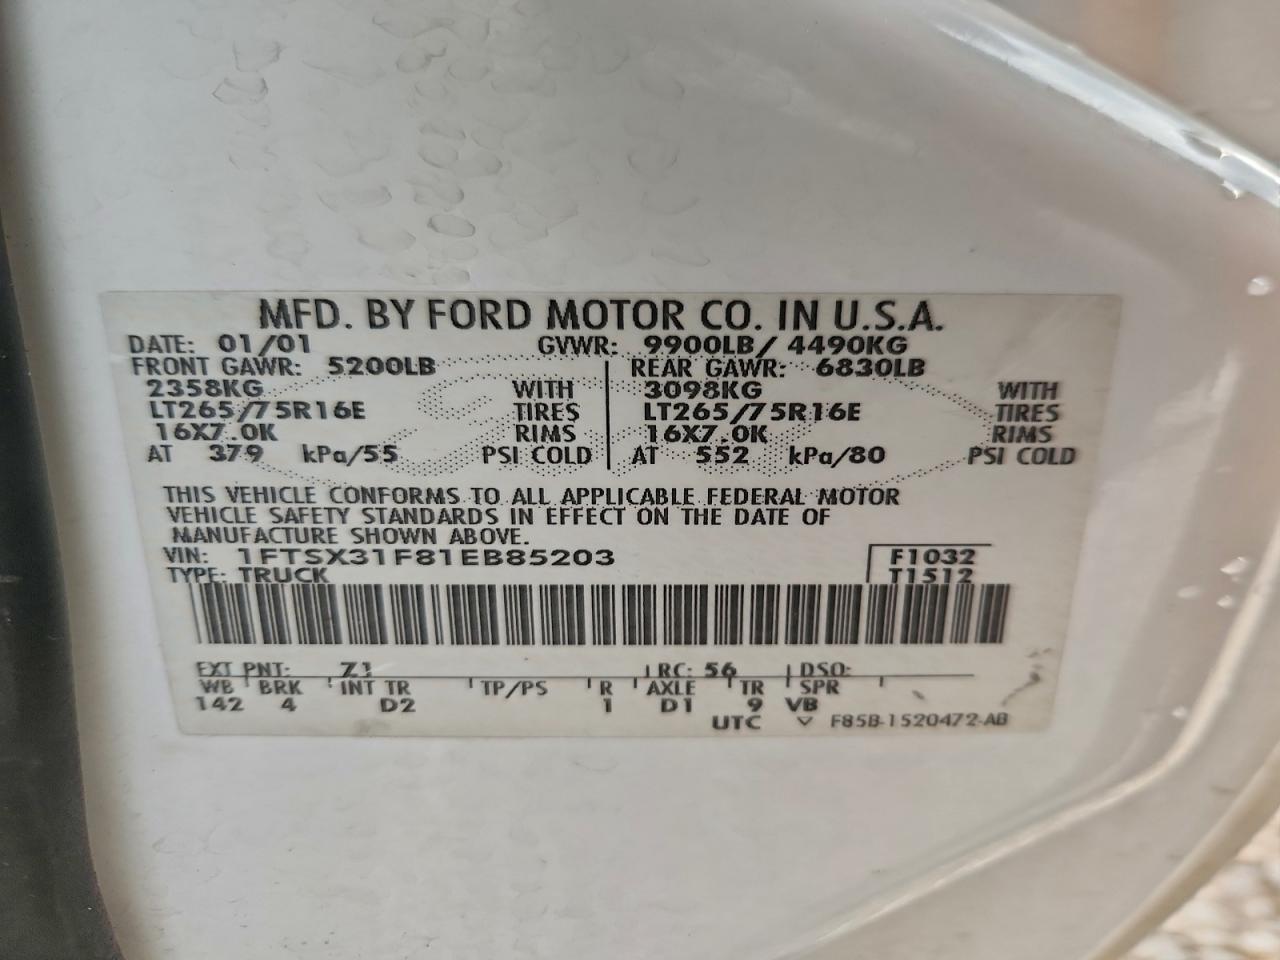 MFD. BY FORD MOTOR CO. IN U.S.A.
DATE: 01/01 GVWR: 9900LB/ 4490KG
FRONT GAWR: 5200LB REAR GAWR: 6830LB
2358KG WITH 3098KG WITH
LT265/75R16E TIRES LT265/75R16E TIRES
16X7.0K RIMS 16X7.0K RIMS
AT 379 kPa/55 PSI COLD AT 552 kPa/80 PSI COLD
THIS VEHICLE CONFORMS TO ALL APPLICABLE FEDERAL MOTOR
VEHICLE SAFETY STANDARDS IN EFFECT ON THE DATE OF
MANUFACTURE SHOWN ABOVE.
VIN: 1FTSX31F81EB85203 F1032
TYPE: TRUCK T1512
EXT PNT: Z1 RC: 56 DSO:
WB BRK INT TR TP/PS R AXLE TR SPR
142 4 D2 1 D1 9 VB
UTC F85B-1520472-AB